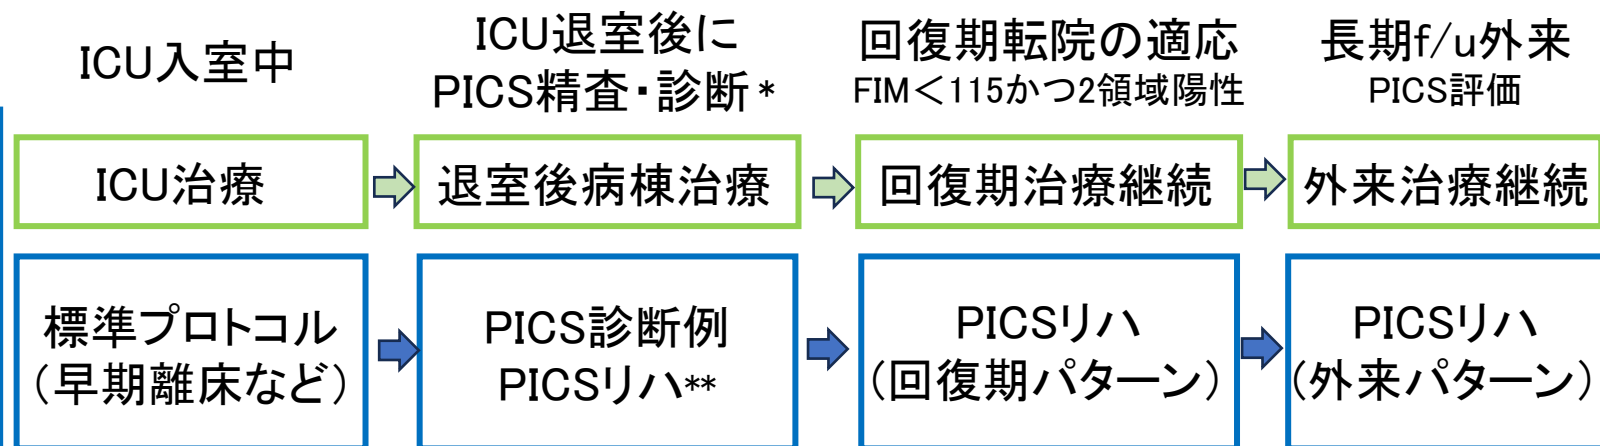 ICU入室中
ICU退室後に
PICS精査・診断*
回復期転院の適応
FIM＜115かつ2領域陽性
長期f/u外来
PICS評価
ICU治療
退室後病棟治療
回復期治療継続
外来治療継続
標準プロトコル
（早期離床など）
PICS診断例
PICSリハ**
PICSリハ
（回復期パターン）
PICSリハ
（外来パターン）